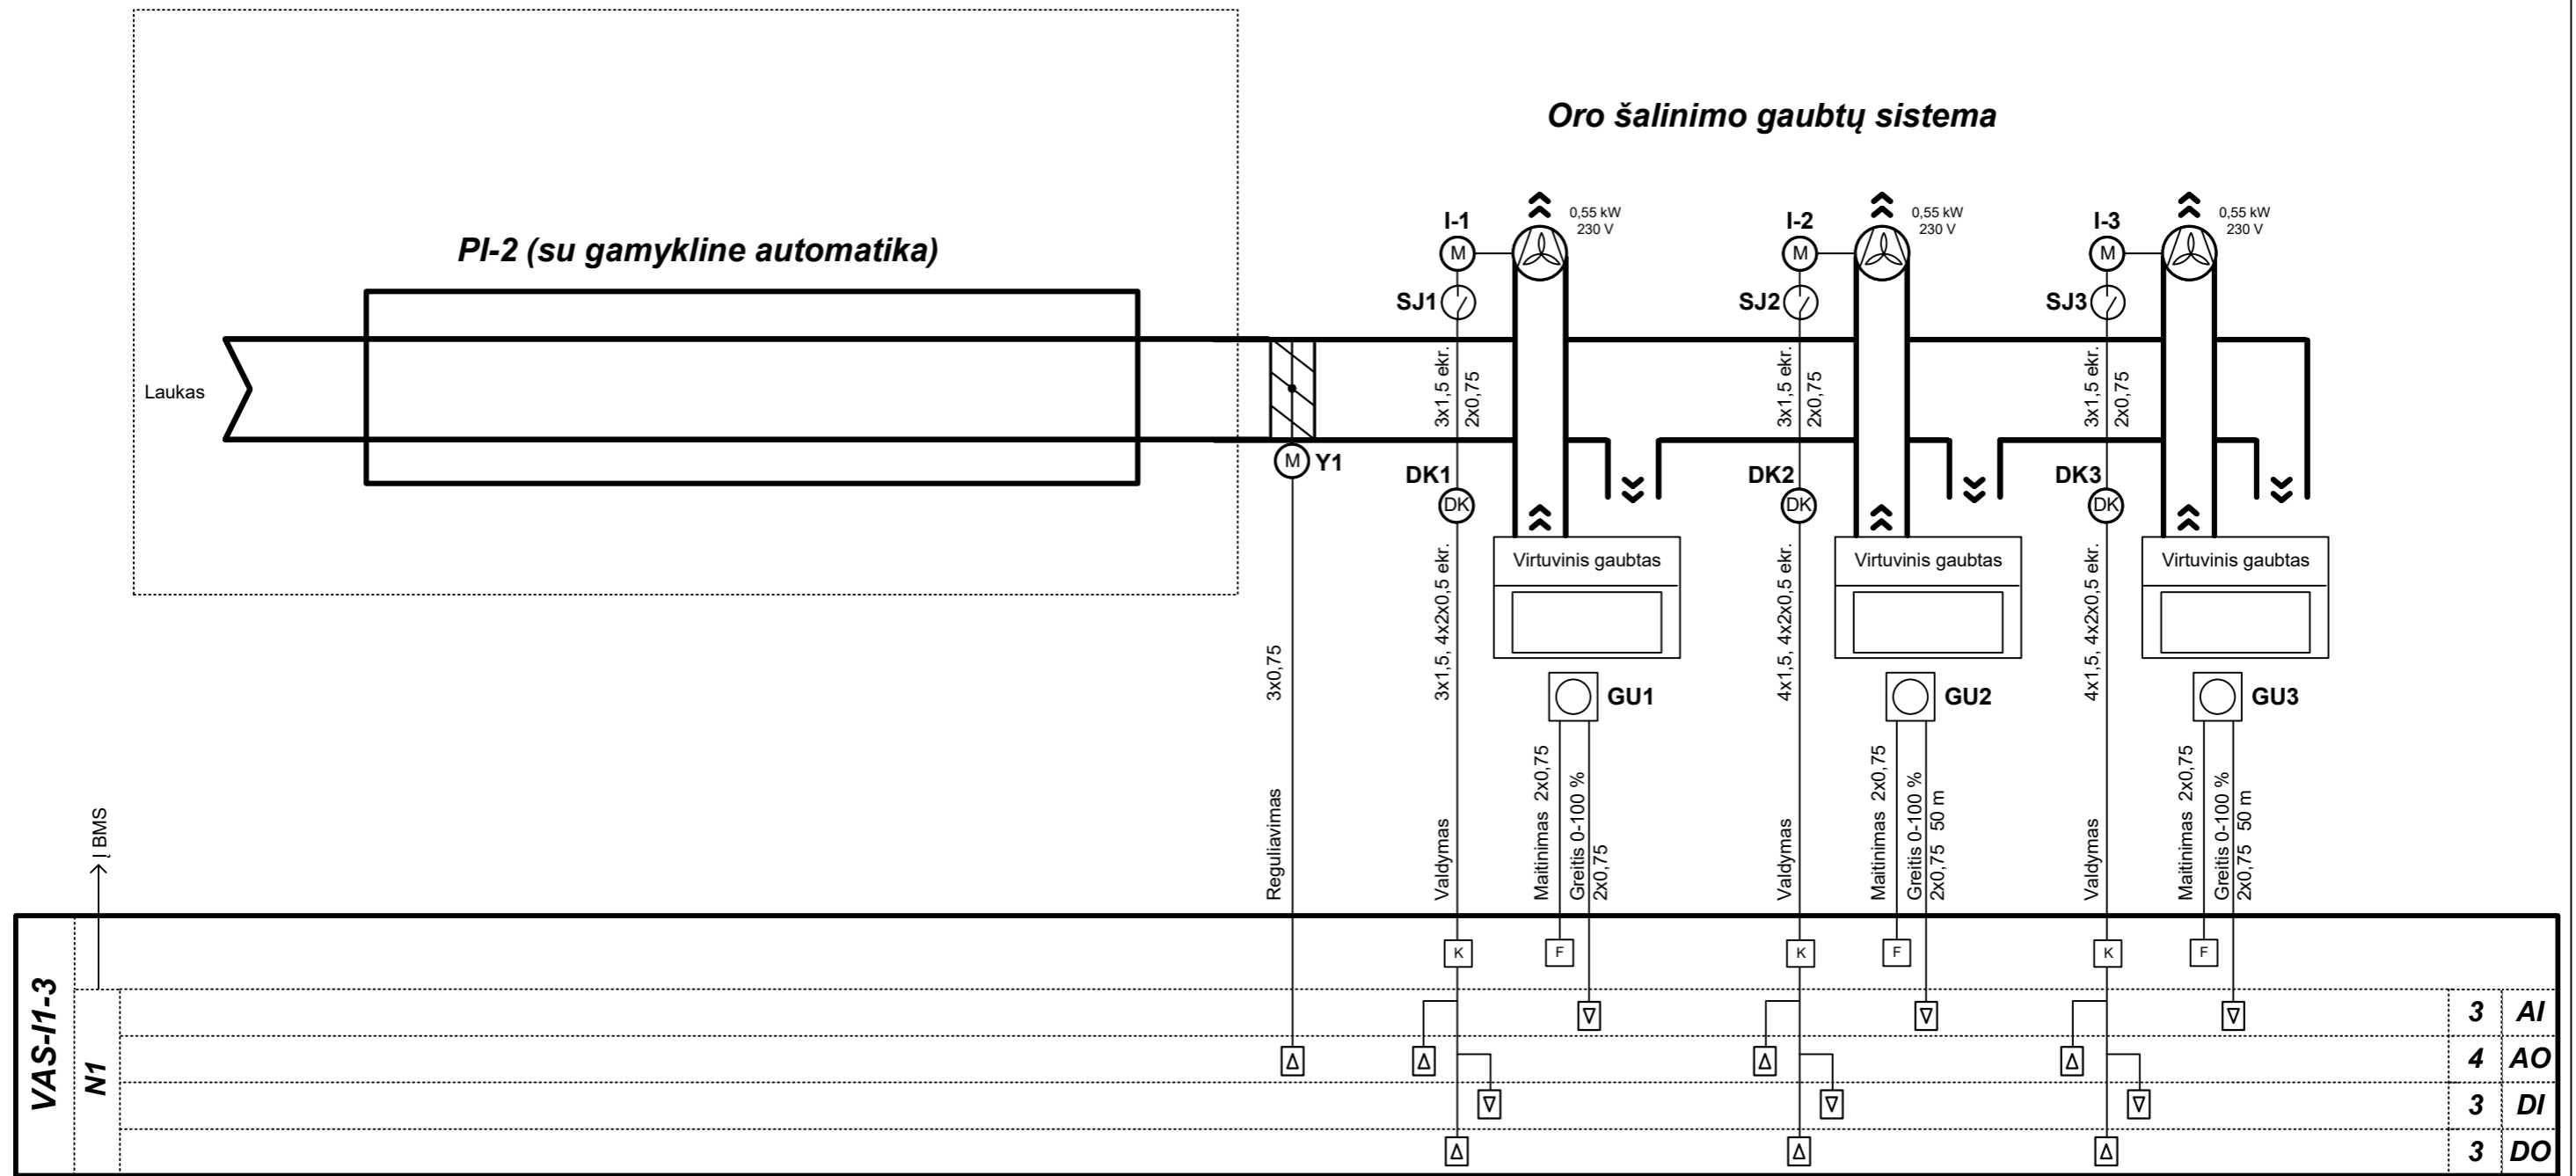 Oro šalinimo gaubtų sistema
PI-2 (su gamykline automatika)
I-1
0,55 kW
230 V
I-2
0,55 kW
230 V
I-3
0,55 kW
230 V
M
M
M
SJ1
SJ2
SJ3
Laukas
3x1,5 ekr.
2x0,75
3x1,5 ekr.
2x0,75
3x1,5 ekr.
2x0,75
M
Y1
DK1
DK2
DK3
DK
DK
DK
Virtuvinis gaubtas
Virtuvinis gaubtas
Virtuvinis gaubtas
3x0,75
3x1,5, 4x2x0,5 ekr.
4x1,5, 4x2x0,5 ekr.
4x1,5, 4x2x0,5 ekr.
GU1
GU2
GU3
Į BMS
Reguliavimas
Valdymas
Maitinimas 2x0,75
Greitis 0-100 %
2x0,75
Valdymas
Maitinimas 2x0,75
Greitis 0-100 %
2x0,75 50 m
Valdymas
Maitinimas 2x0,75
Greitis 0-100 %
2x0,75 50 m
K
F
K
F
K
F
VAS-I1-3
N1
3 AI
4 AO
3 DI
3 DO